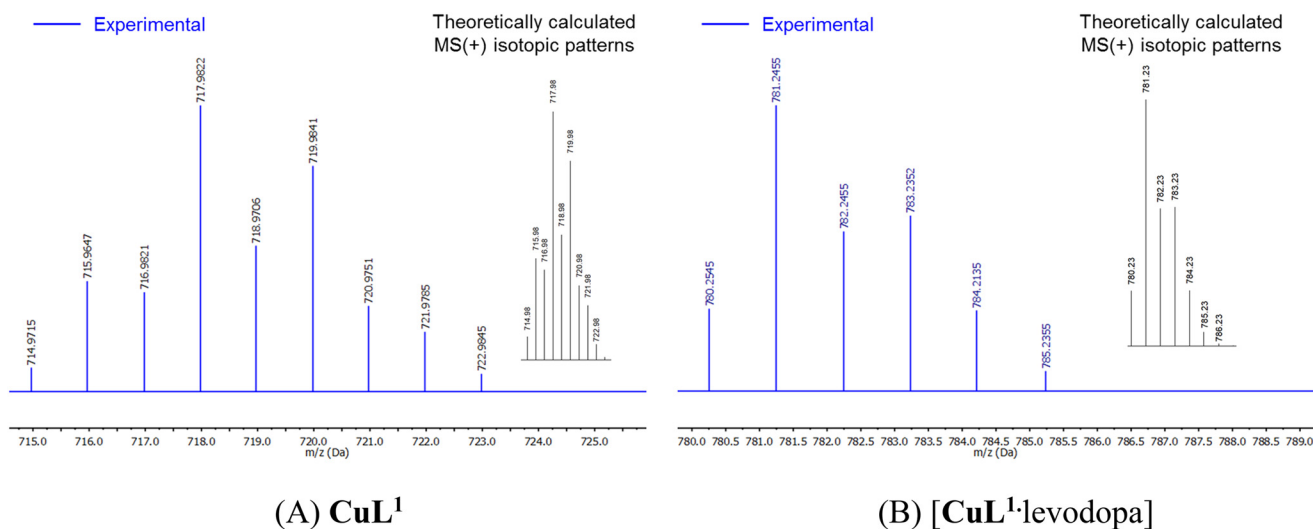 Experimental
Theoretically calculated
MS(+) isotopic patterns
714.9715
715.9647
716.9821
717.9822
718.9706
719.9841
720.9751
721.9785
722.9845
714.98
715.98
716.98
717.98
718.98
719.98
720.98
721.98
722.98
715.0 716.0 717.0 718.0 719.0 720.0 721.0 722.0 723.0 724.0 725.0
m/z (Da)
(A) CuL¹
Experimental
Theoretically calculated
MS(+) isotopic patterns
780.2545
781.2455
782.2455
783.2352
784.2135
785.2355
780.23
781.23
782.23
783.23
784.23
785.23
786.23
780.0 780.5 781.0 781.5 782.0 782.5 783.0 783.5 784.0 784.5 785.0 785.5 786.0 786.5 787.0 787.5 788.0 788.5 789.0
m/z (Da)
(B) [CuL¹·levodopa]